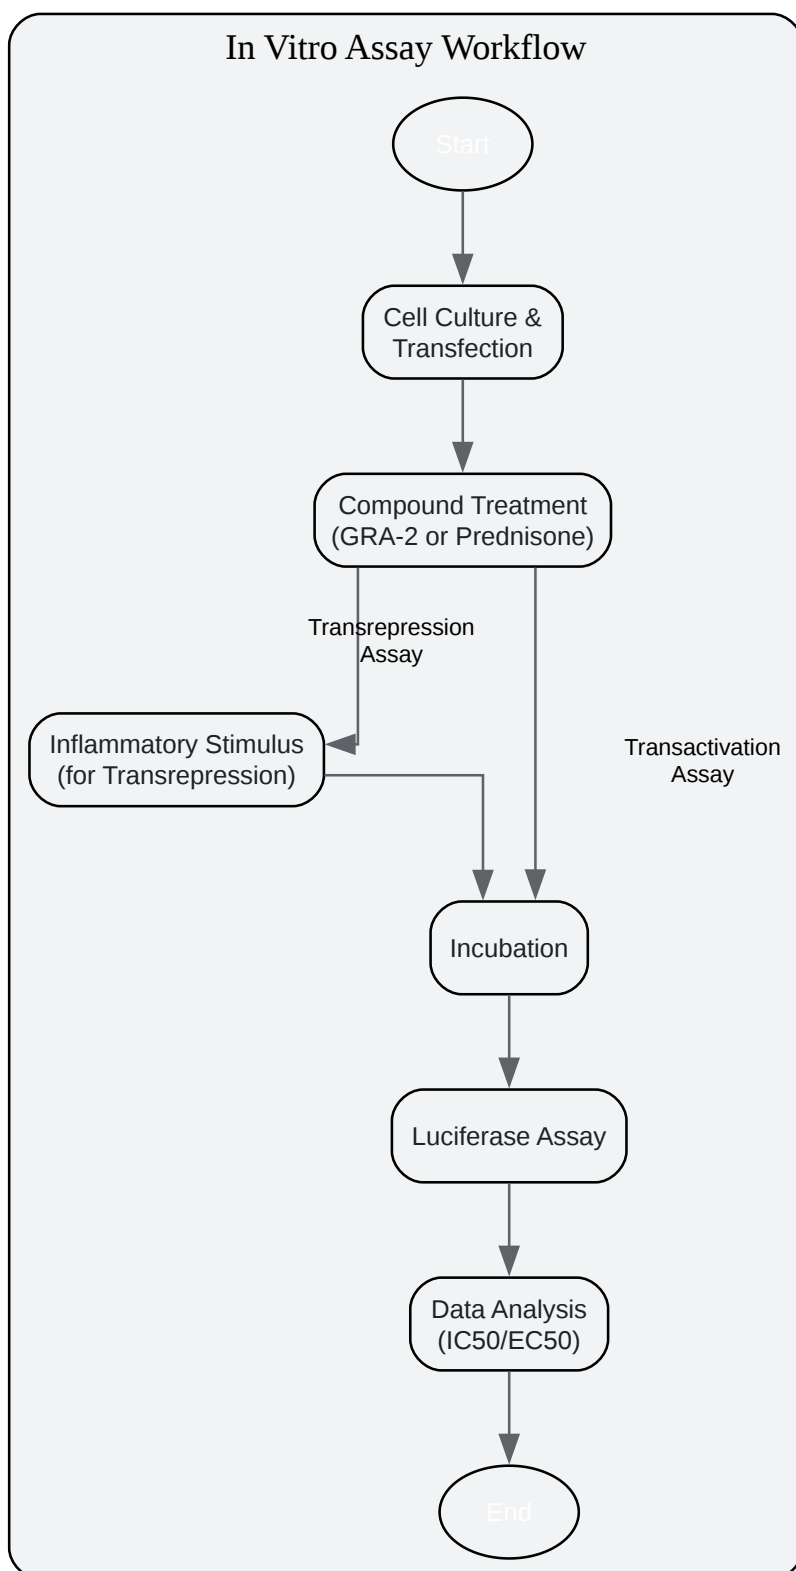 In Vitro Assay Workflow
Start
Cell Culture &
Transfection
Compound Treatment
(GRA-2 or Prednisone)
Transrepression
Assay
Inflammatory Stimulus
(for Transrepression)
Transactivation
Assay
Incubation
Luciferase Assay
Data Analysis
(IC50/EC50)
End